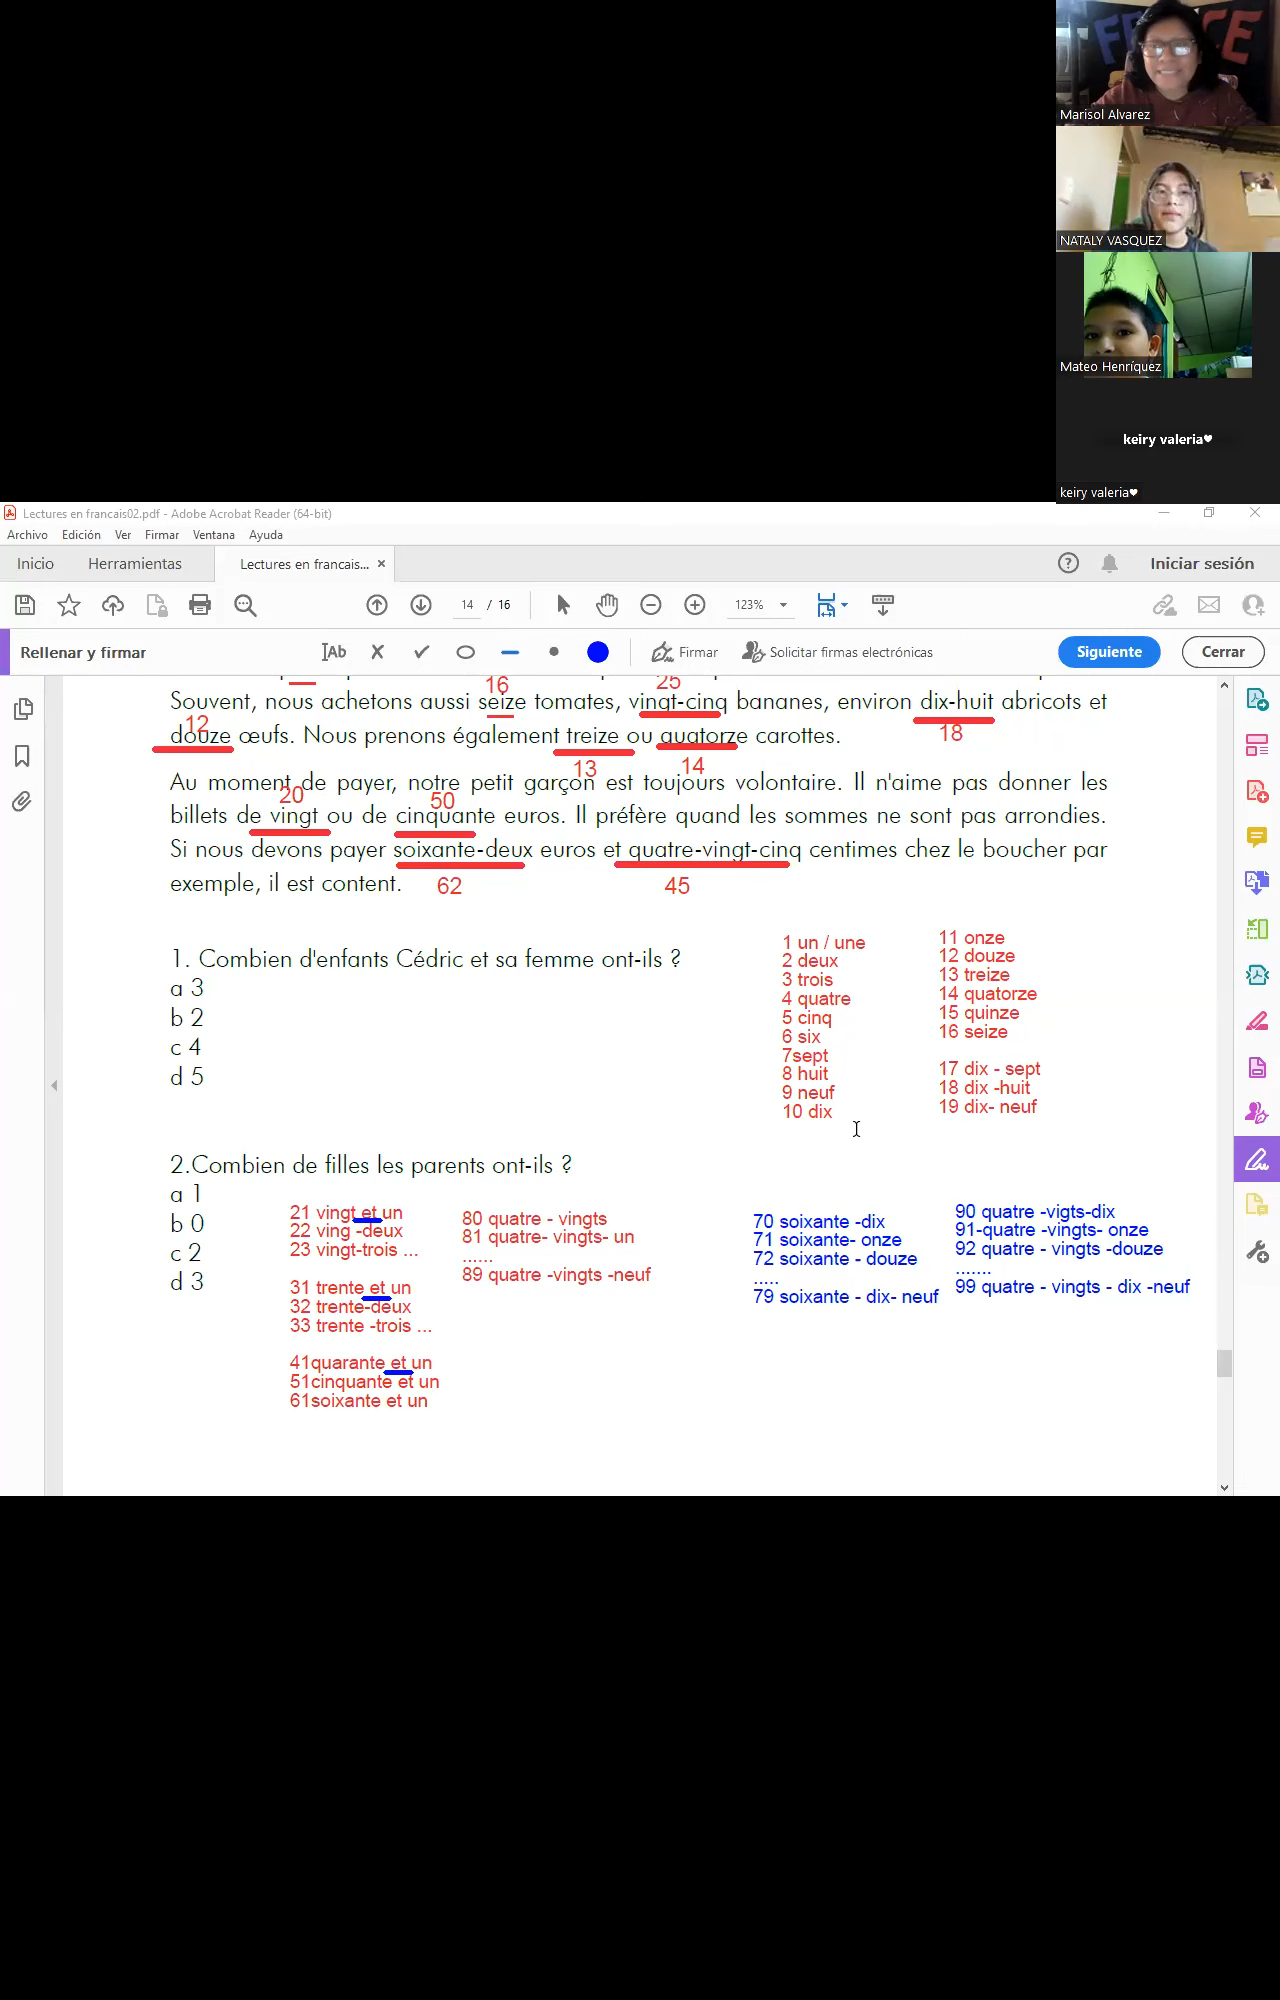 Marisol Alvarez
NATALY VASQUEZ
Mateo Henríquez
keiry valeria♥
keiry valeria♥
Lectures en francais02.pdf - Adobe Acrobat Reader (64-bit)
Archivo Edición Ver Firmar Ventana Ayuda
Inicio Herramientas Lectures en francais... × Iniciar sesión
14 / 16 123%
Rellenar y firmar Ab Firmar Solicitar firmas electrónicas Siguiente Cerrar
16 25
Souvent, nous achetons aussi seize tomates, vingt-cinq bananes, environ dix-huit abricots et
12 18
douze œufs. Nous prenons également treize ou quatorze carottes.
13 14
Au moment de payer, notre petit garçon est toujours volontaire. Il n'aime pas donner les
20 50
billets de vingt ou de cinquante euros. Il préfère quand les sommes ne sont pas arrondies.
Si nous devons payer soixante-deux euros et quatre-vingt-cinq centimes chez le boucher par
exemple, il est content.
62 45
1. Combien d'enfants Cédric et sa femme ont-ils ?
a 3
b 2
c 4
d 5
1 un / une
2 deux
3 trois
4 quatre
5 cinq
6 six
7sept
8 huit
9 neuf
10 dix
11 onze
12 douze
13 treize
14 quatorze
15 quinze
16 seize
17 dix - sept
18 dix -huit
19 dix- neuf
2.Combien de filles les parents ont-ils ?
a 1
b 0
c 2
d 3
21 vingt et un
22 ving -deux
23 vingt-trois ...
31 trente et un
32 trente-deux
33 trente -trois ...
41quarante et un
51cinquante et un
61soixante et un
80 quatre - vingts
81 quatre- vingts- un
......
89 quatre -vingts -neuf
70 soixante -dix
71 soixante- onze
72 soixante - douze
.....
79 soixante - dix- neuf
90 quatre -vigts-dix
91-quatre -vingts- onze
92 quatre - vingts -douze
.......
99 quatre - vingts - dix -neuf